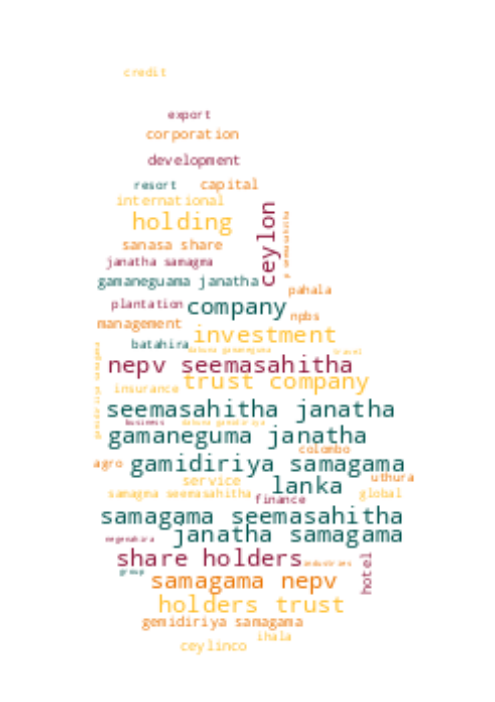 credit
export
corporation
development
resort capital
international
holding
ceylon
sanasa share
janatha samagma
gamaneguama janatha
pahala
plantation company
npbs
management investment
batahira
nepv seemasahitha
trust company
insurance
seemasahitha janatha
business
gamaneguma janatha
colombo
agro gamidiriya samagama
service lanka uthura
samagma seemasahitha finance global
samagama seemasahitha
janatha samagama
share holders
group
samagama nepv hotel
holders trust
gemidiriya samagama
ihala
ceylinco